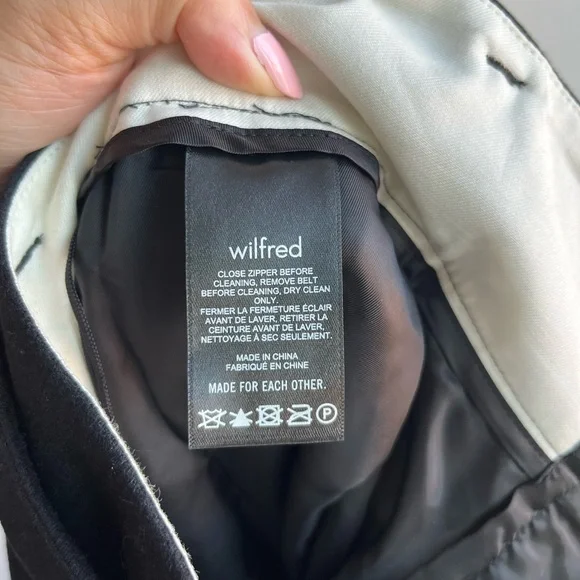 wilfred
CLOSE ZIPPER BEFORE
CLEANING, REMOVE BELT
BEFORE CLEANING, DRY CLEAN
ONLY.
FERMER LA FERMETURE ÉCLAIR
AVANT DE LAVER, RETIRER LA
CEINTURE AVANT DE LAVER,
NETTOYAGE À SEC SEULEMENT.
MADE IN CHINA
FABRIQUÉ EN CHINE
MADE FOR EACH OTHER.
P